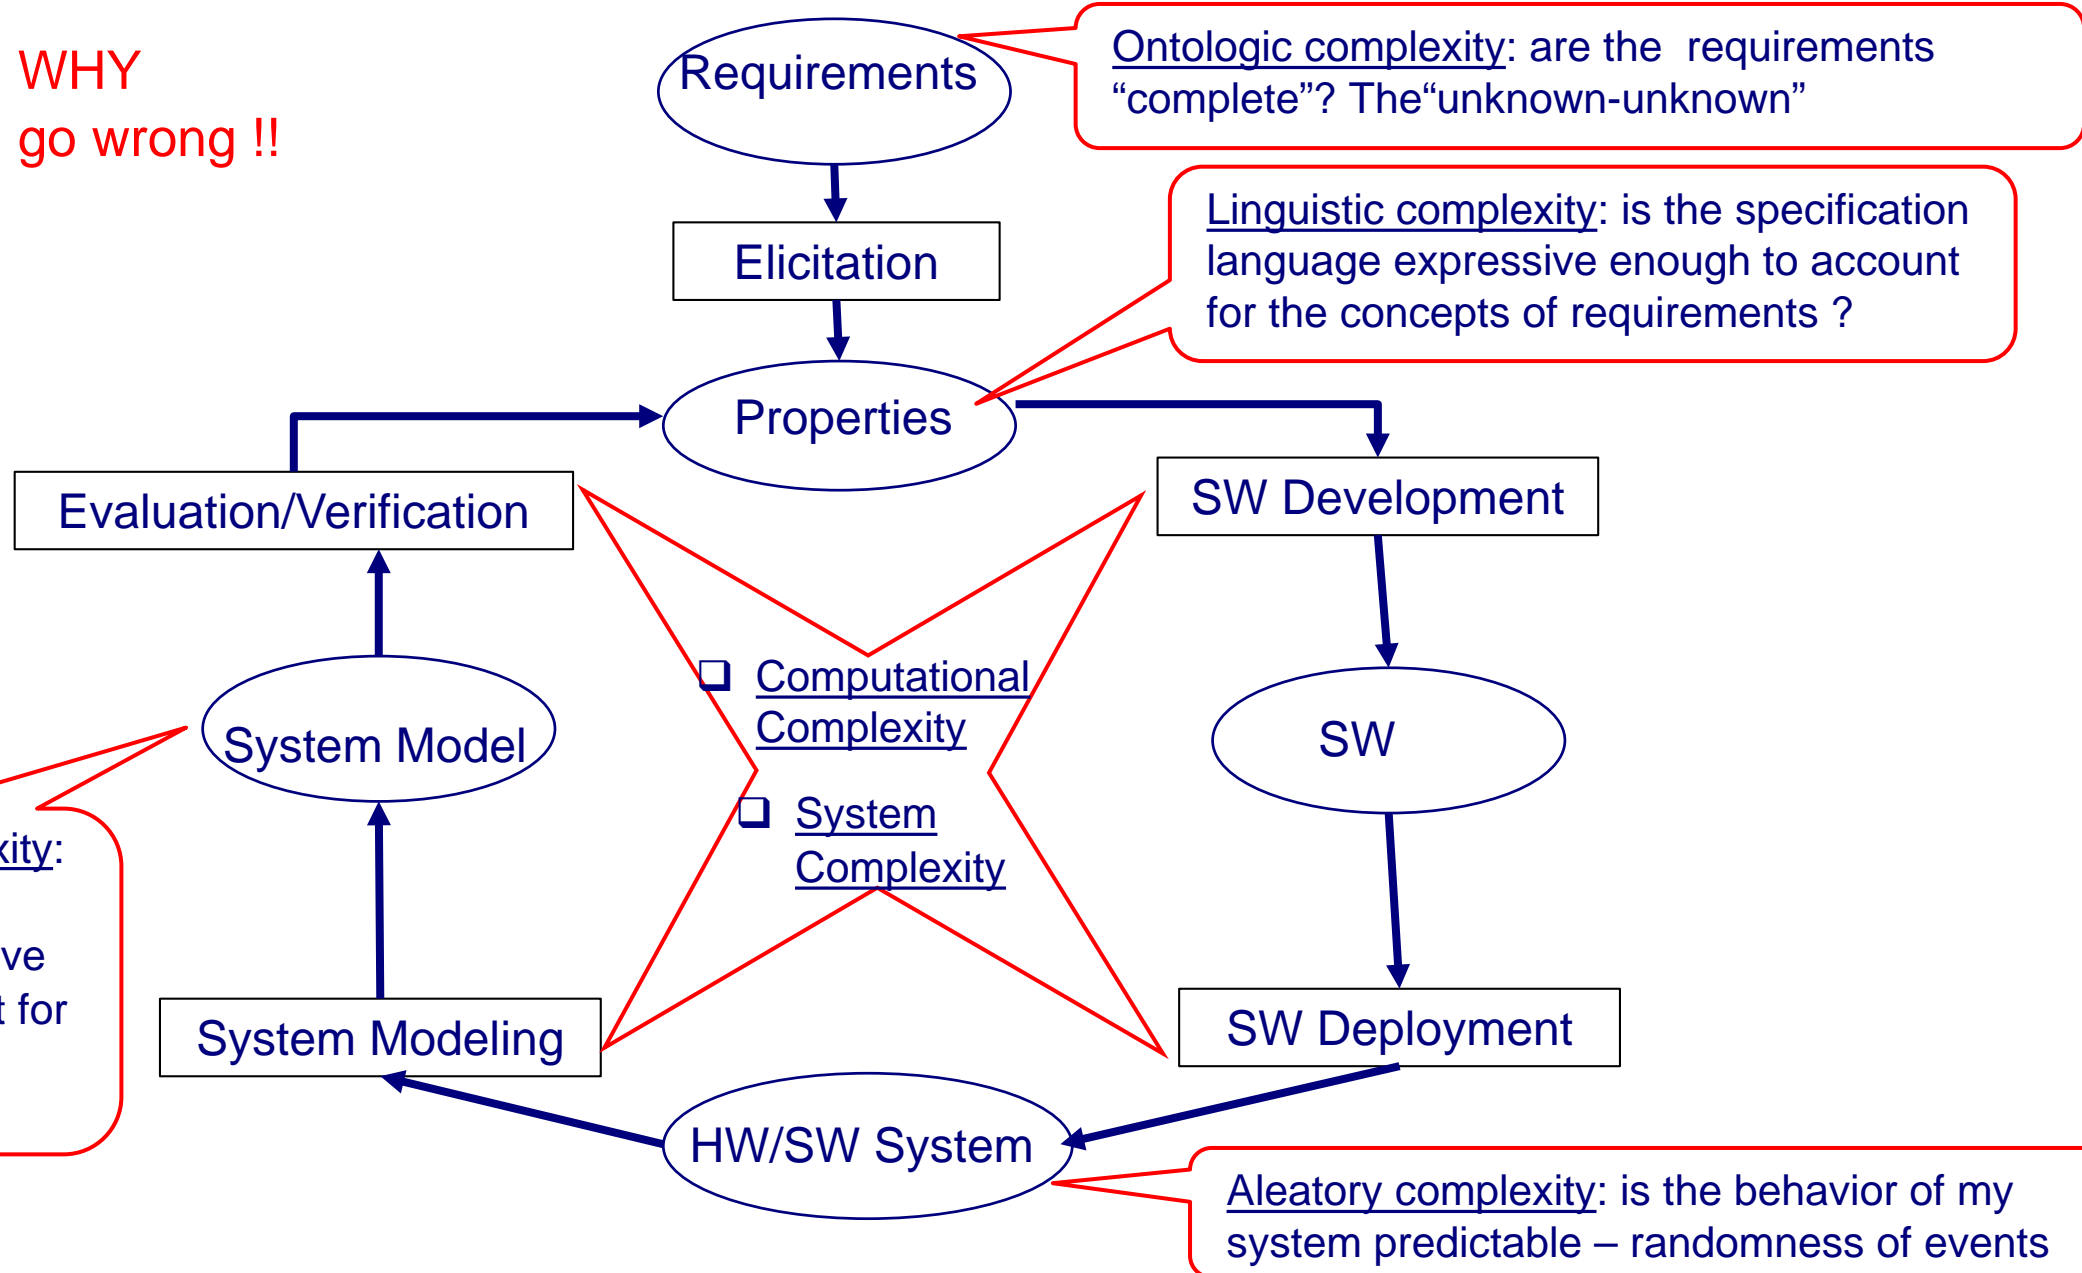 WHY
go wrong !!
Requirements
Ontologic complexity: are the  requirements
“complete”? The“unknown-unknown”
Elicitation
Linguistic complexity: is the specification
language expressive enough to account
for the concepts of requirements ?
Properties
Evaluation/Verification
SW Development
❑ Computational
Complexity
❑ System
Complexity
System Model
SW
:
for
System Modeling
SW Deployment
HW/SW System
Aleatory complexity: is the behavior of my
system predictable – randomness of events